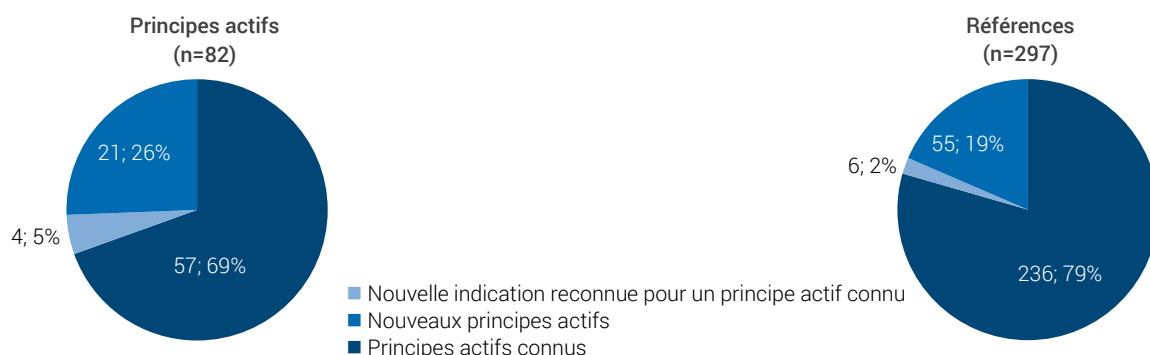 Principes actifs
(n=82)
21; 26%
4; 5%
57; 69%
Références
(n=297)
55; 19%
6; 2%
236; 79%
Nouvelle indication reconnue pour un principe actif connu
Nouveaux principes actifs
Principes actifs connus